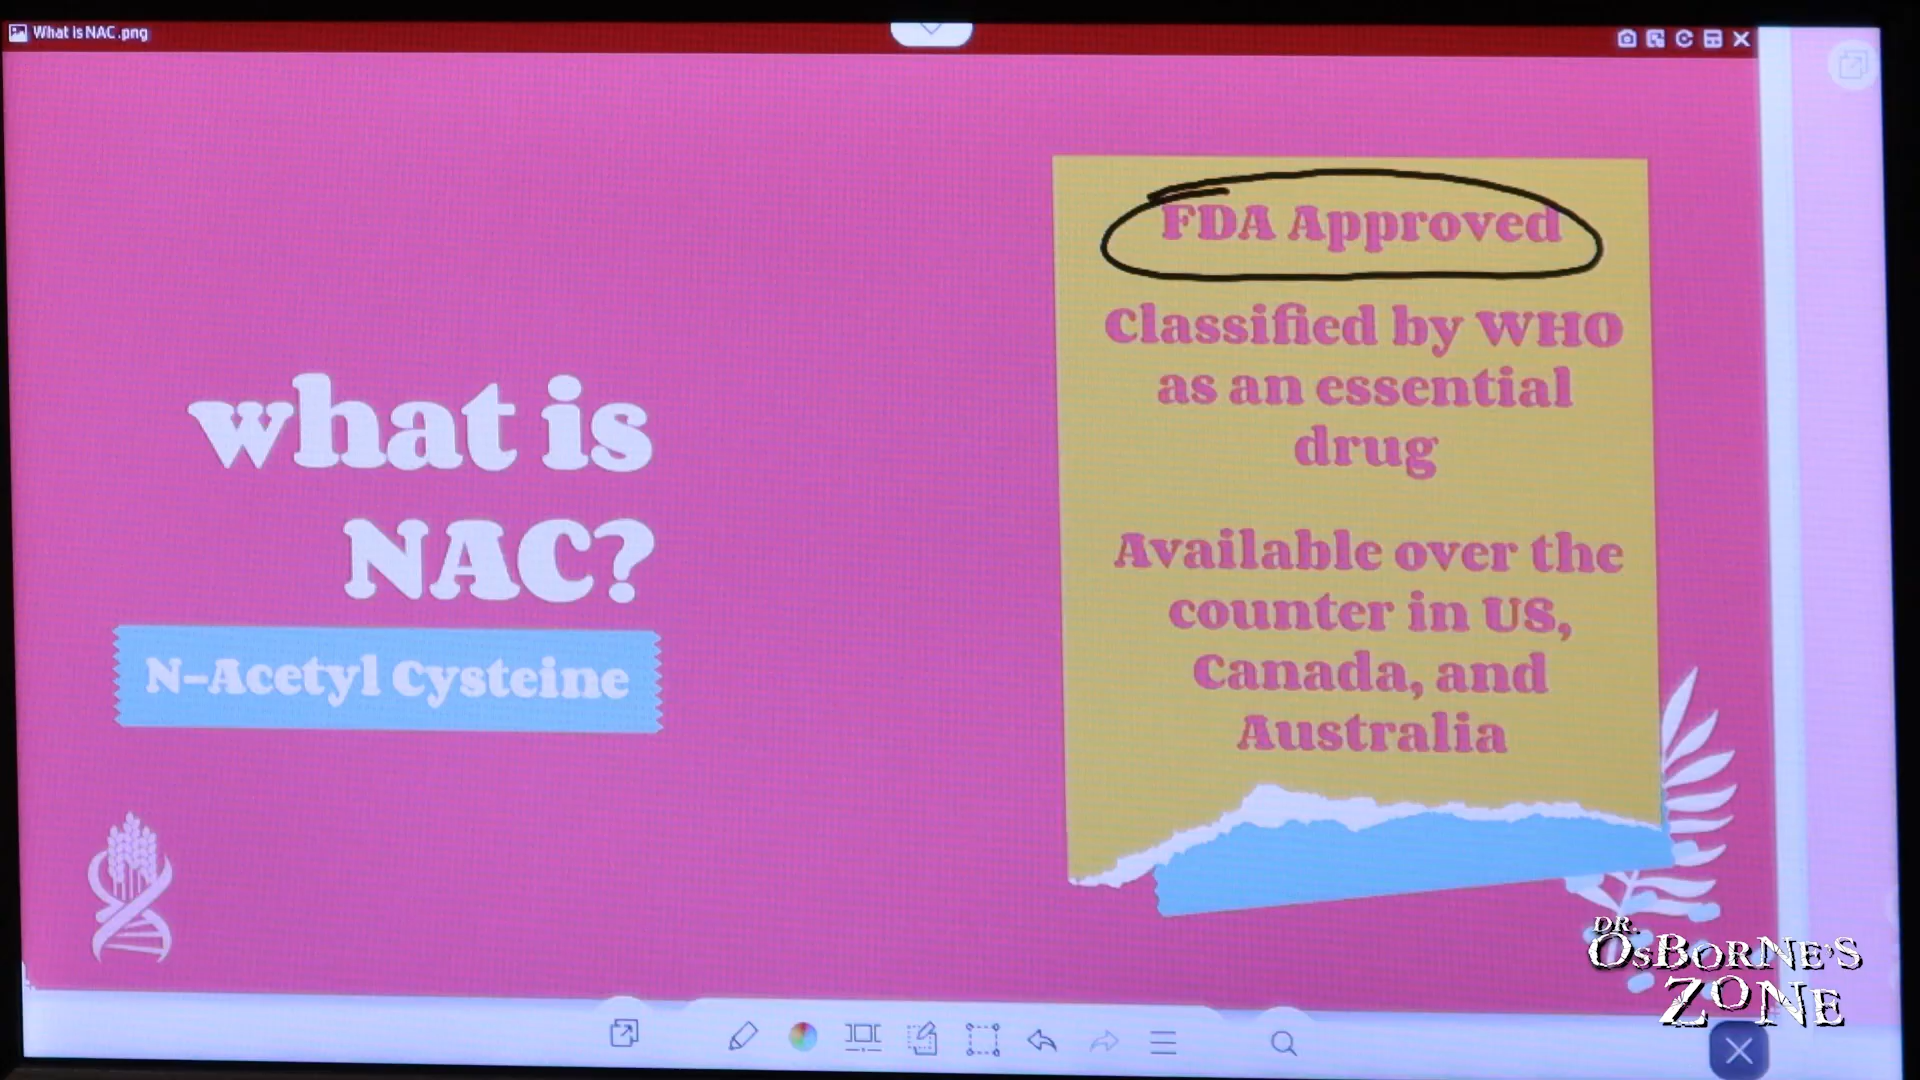 What is NAC .png
what is
NAC?
N-Acetyl Cysteine
FDA Approved
Classified by WHO
as an essential
drug
Available over the
counter in US,
Canada, and
Australia
DR.
OSBORNE'S
ZONE